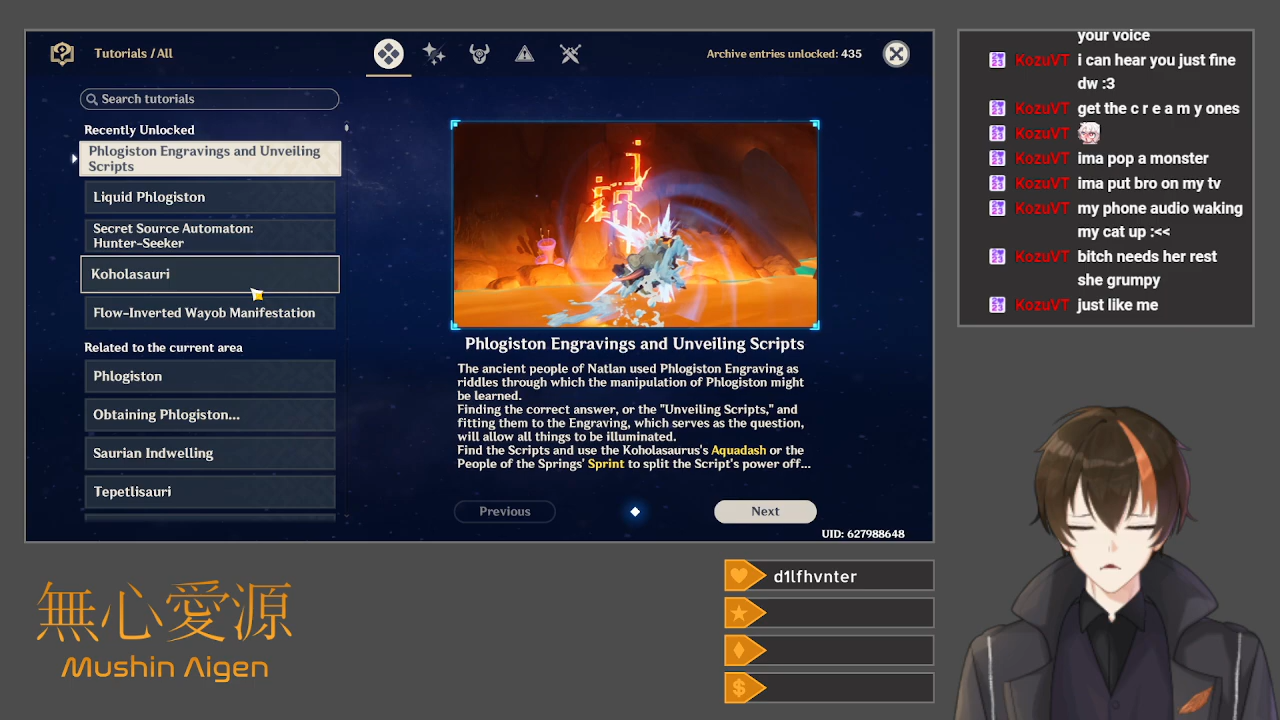 Tutorials / All
Archive entries unlocked: 435
Search tutorials
Recently Unlocked
Phlogiston Engravings and Unveiling
Scripts
Liquid Phlogiston
Secret Source Automaton:
Hunter-Seeker
Koholasauri
Flow-Inverted Wayob Manifestation
Related to the current area
Phlogiston
Obtaining Phlogiston...
Saurian Indwelling
Tepetlisauri
Phlogiston Engravings and Unveiling Scripts
The ancient people of Natlan used Phlogiston Engraving as
riddles through which the manipulation of Phlogiston might
be learned.
Finding the correct answer, or the "Unveiling Scripts," and
fitting them to the Engraving, which serves as the question,
will allow all things to be illuminated.
Find the Scripts and use the Koholasaurus's Aquadash or the
People of the Springs' Sprint to split the Script's power off...
Previous
Next
UID: 627988648
your voice
KozuVT i can hear you just fine
dw :3
KozuVT get the c r e a m y ones
KozuVT
KozuVT ima pop a monster
KozuVT ima put bro on my tv
KozuVT my phone audio waking
my cat up :<<
KozuVT bitch needs her rest
she grumpy
KozuVT just like me
無心愛源
Mushin Aigen
d1lfhvnter
$